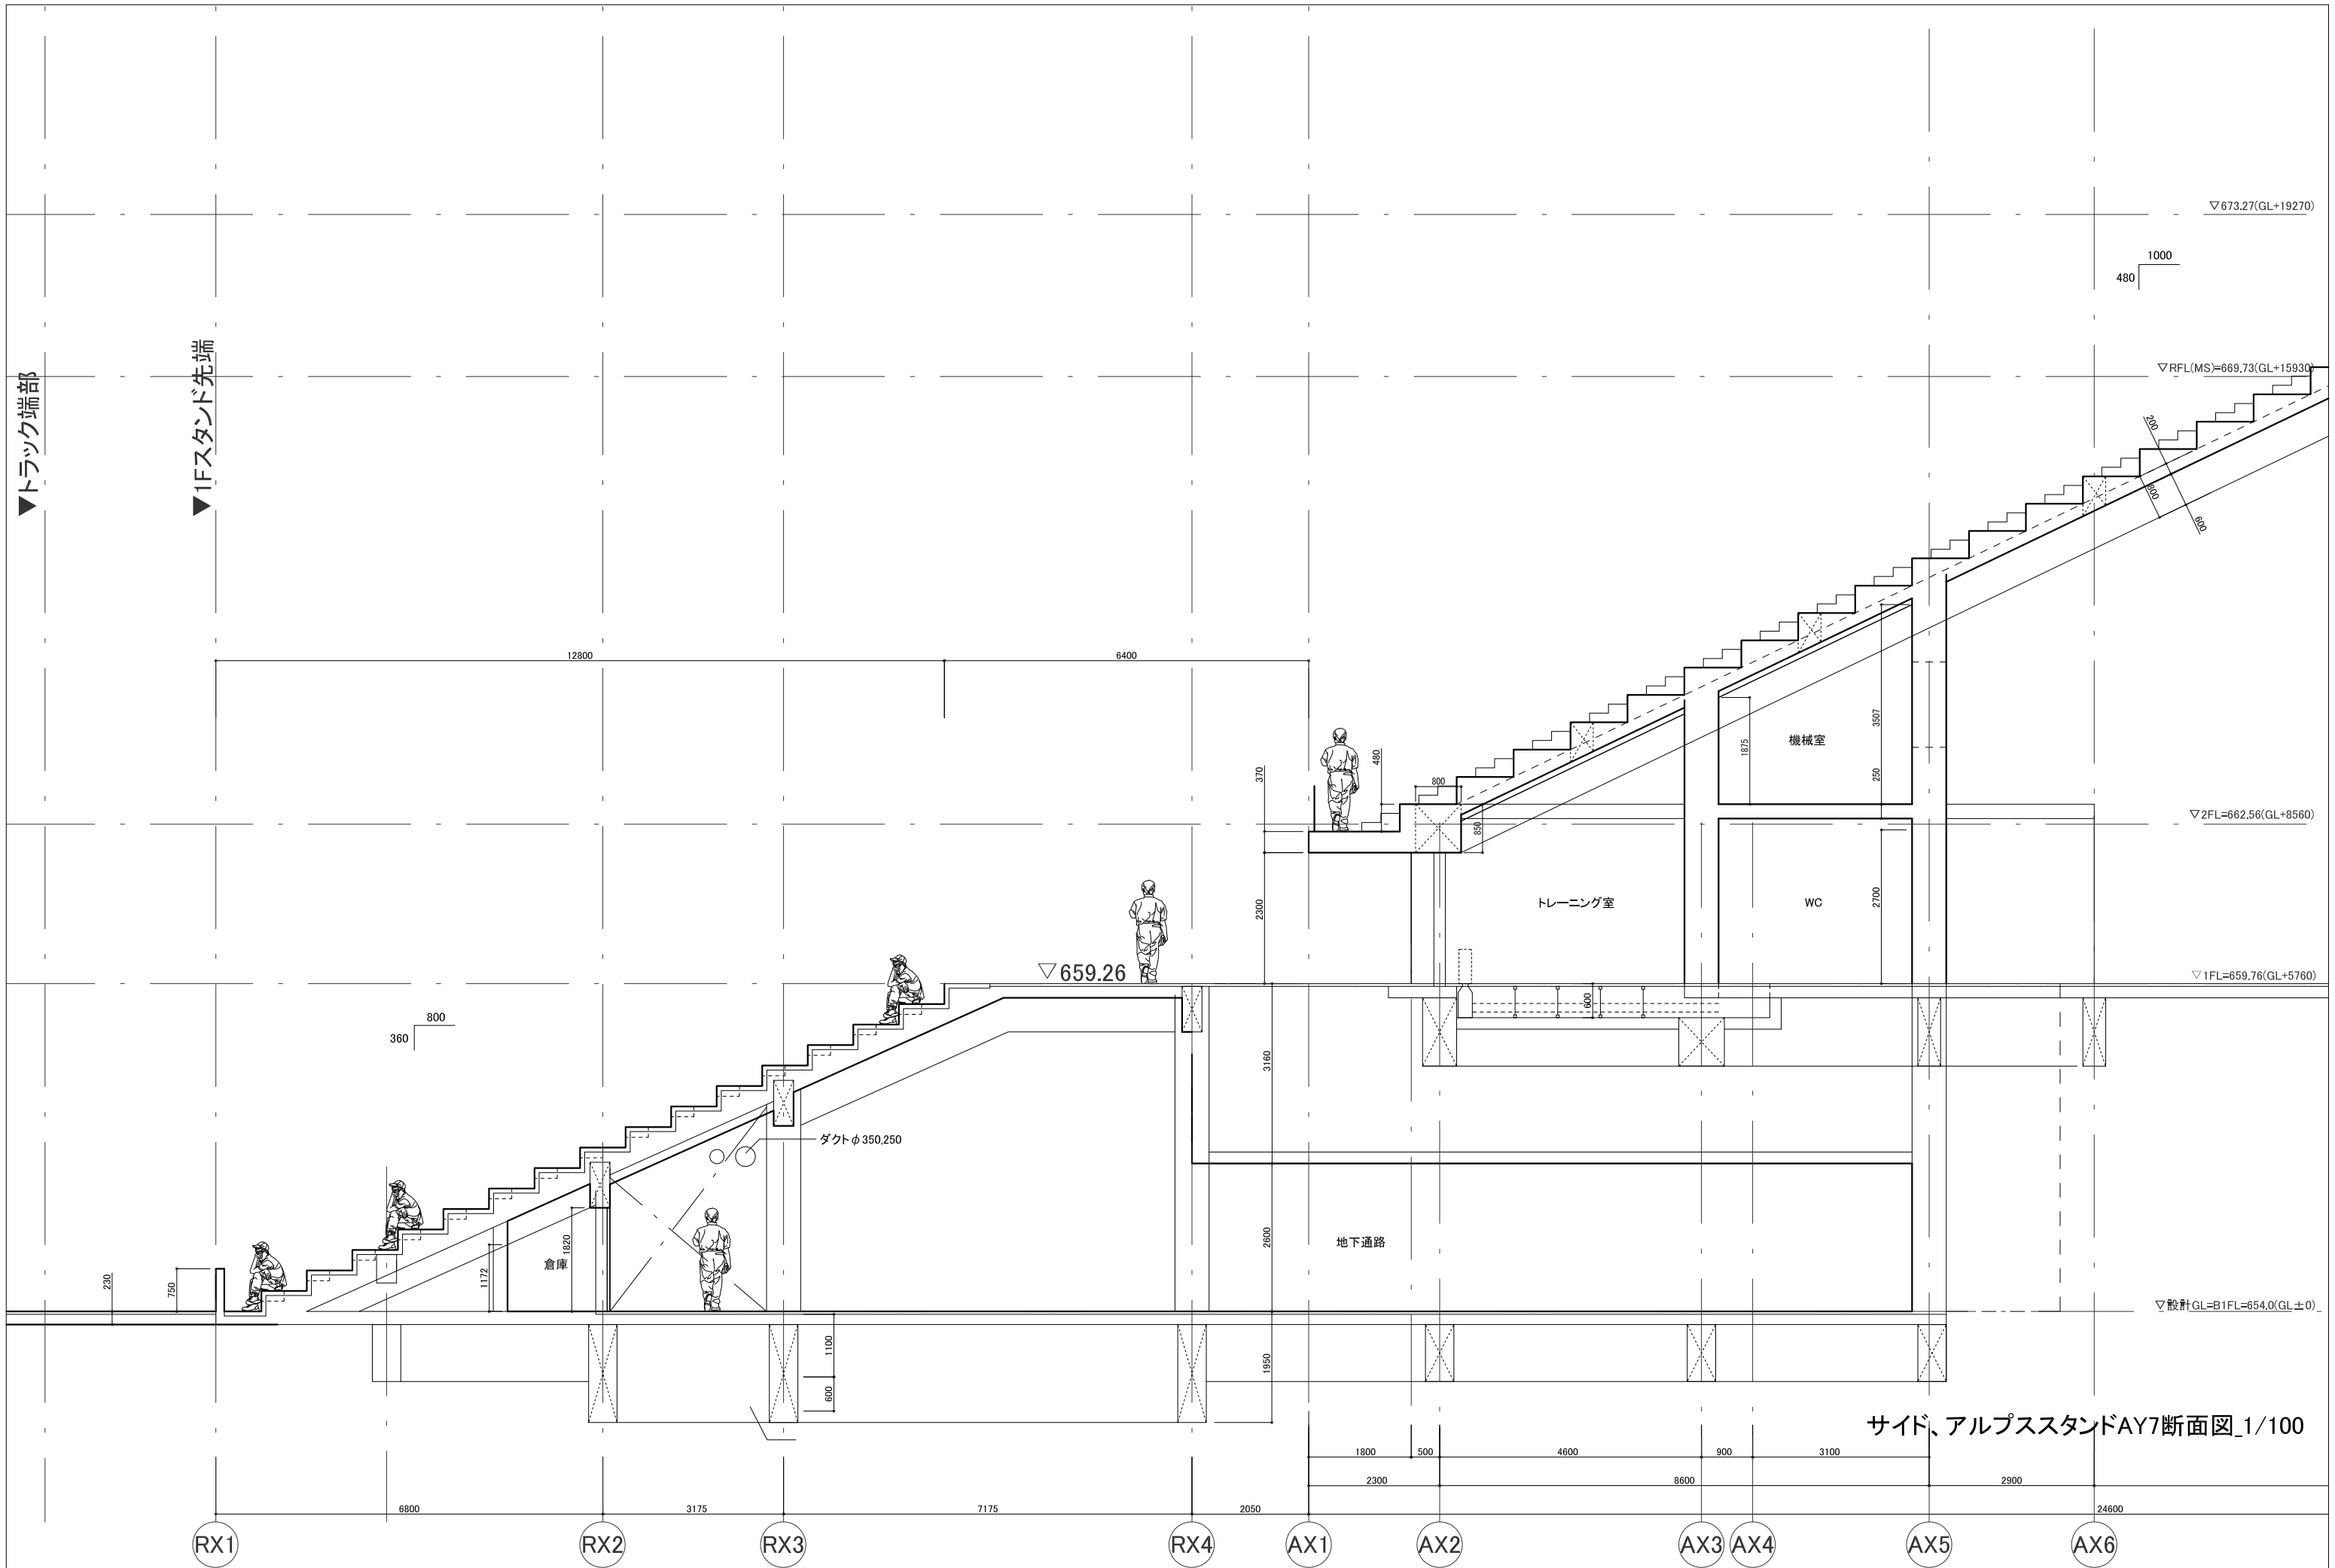 ▽673.27(GL+19270)
1000
480
▼トラック端部
▼1Fスタンド先端
▽RFL(MS)=669.73(GL+15930)
200
800
600
12800
6400
370
480
800
850
1875
機械室
3507
250
▽2FL=662.56(GL+8560)
2300
トレーニング室
WC
2700
▽659.26
▽1FL=659.76(GL+5760)
600
800
360
3160
ダクトφ350,250
230
750
1172
1820
倉庫
2600
地下通路
▽設計GL=B1FL=654.0(GL±0)
1100
600
1950
サイド、アルプススタンドAY7断面図_1/100
1800
500
4600
900
3100
2300
8600
2900
6800
3175
7175
2050
24600
RX1
RX2
RX3
RX4
AX1
AX2
AX3
AX4
AX5
AX6